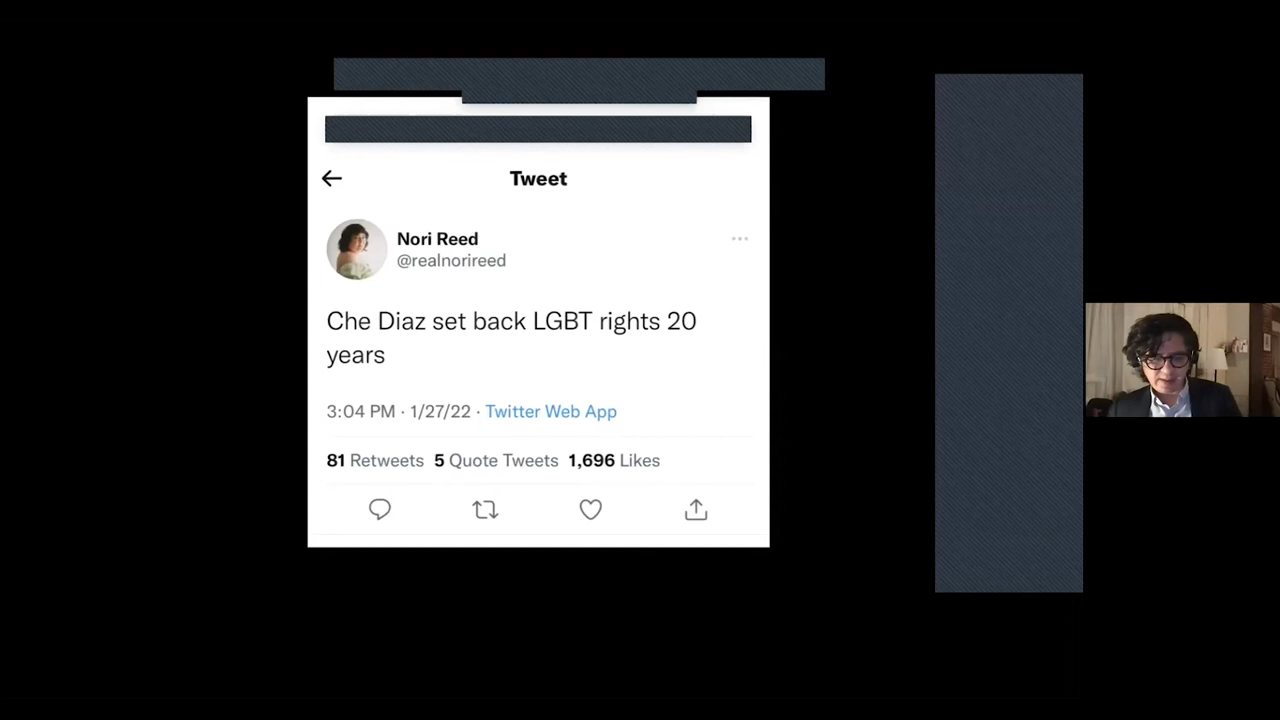 Tweet
Nori Reed
@realnorireed
Che Diaz set back LGBT rights 20
years
3:04 PM · 1/27/22 · Twitter Web App
81 Retweets 5 Quote Tweets 1,696 Likes